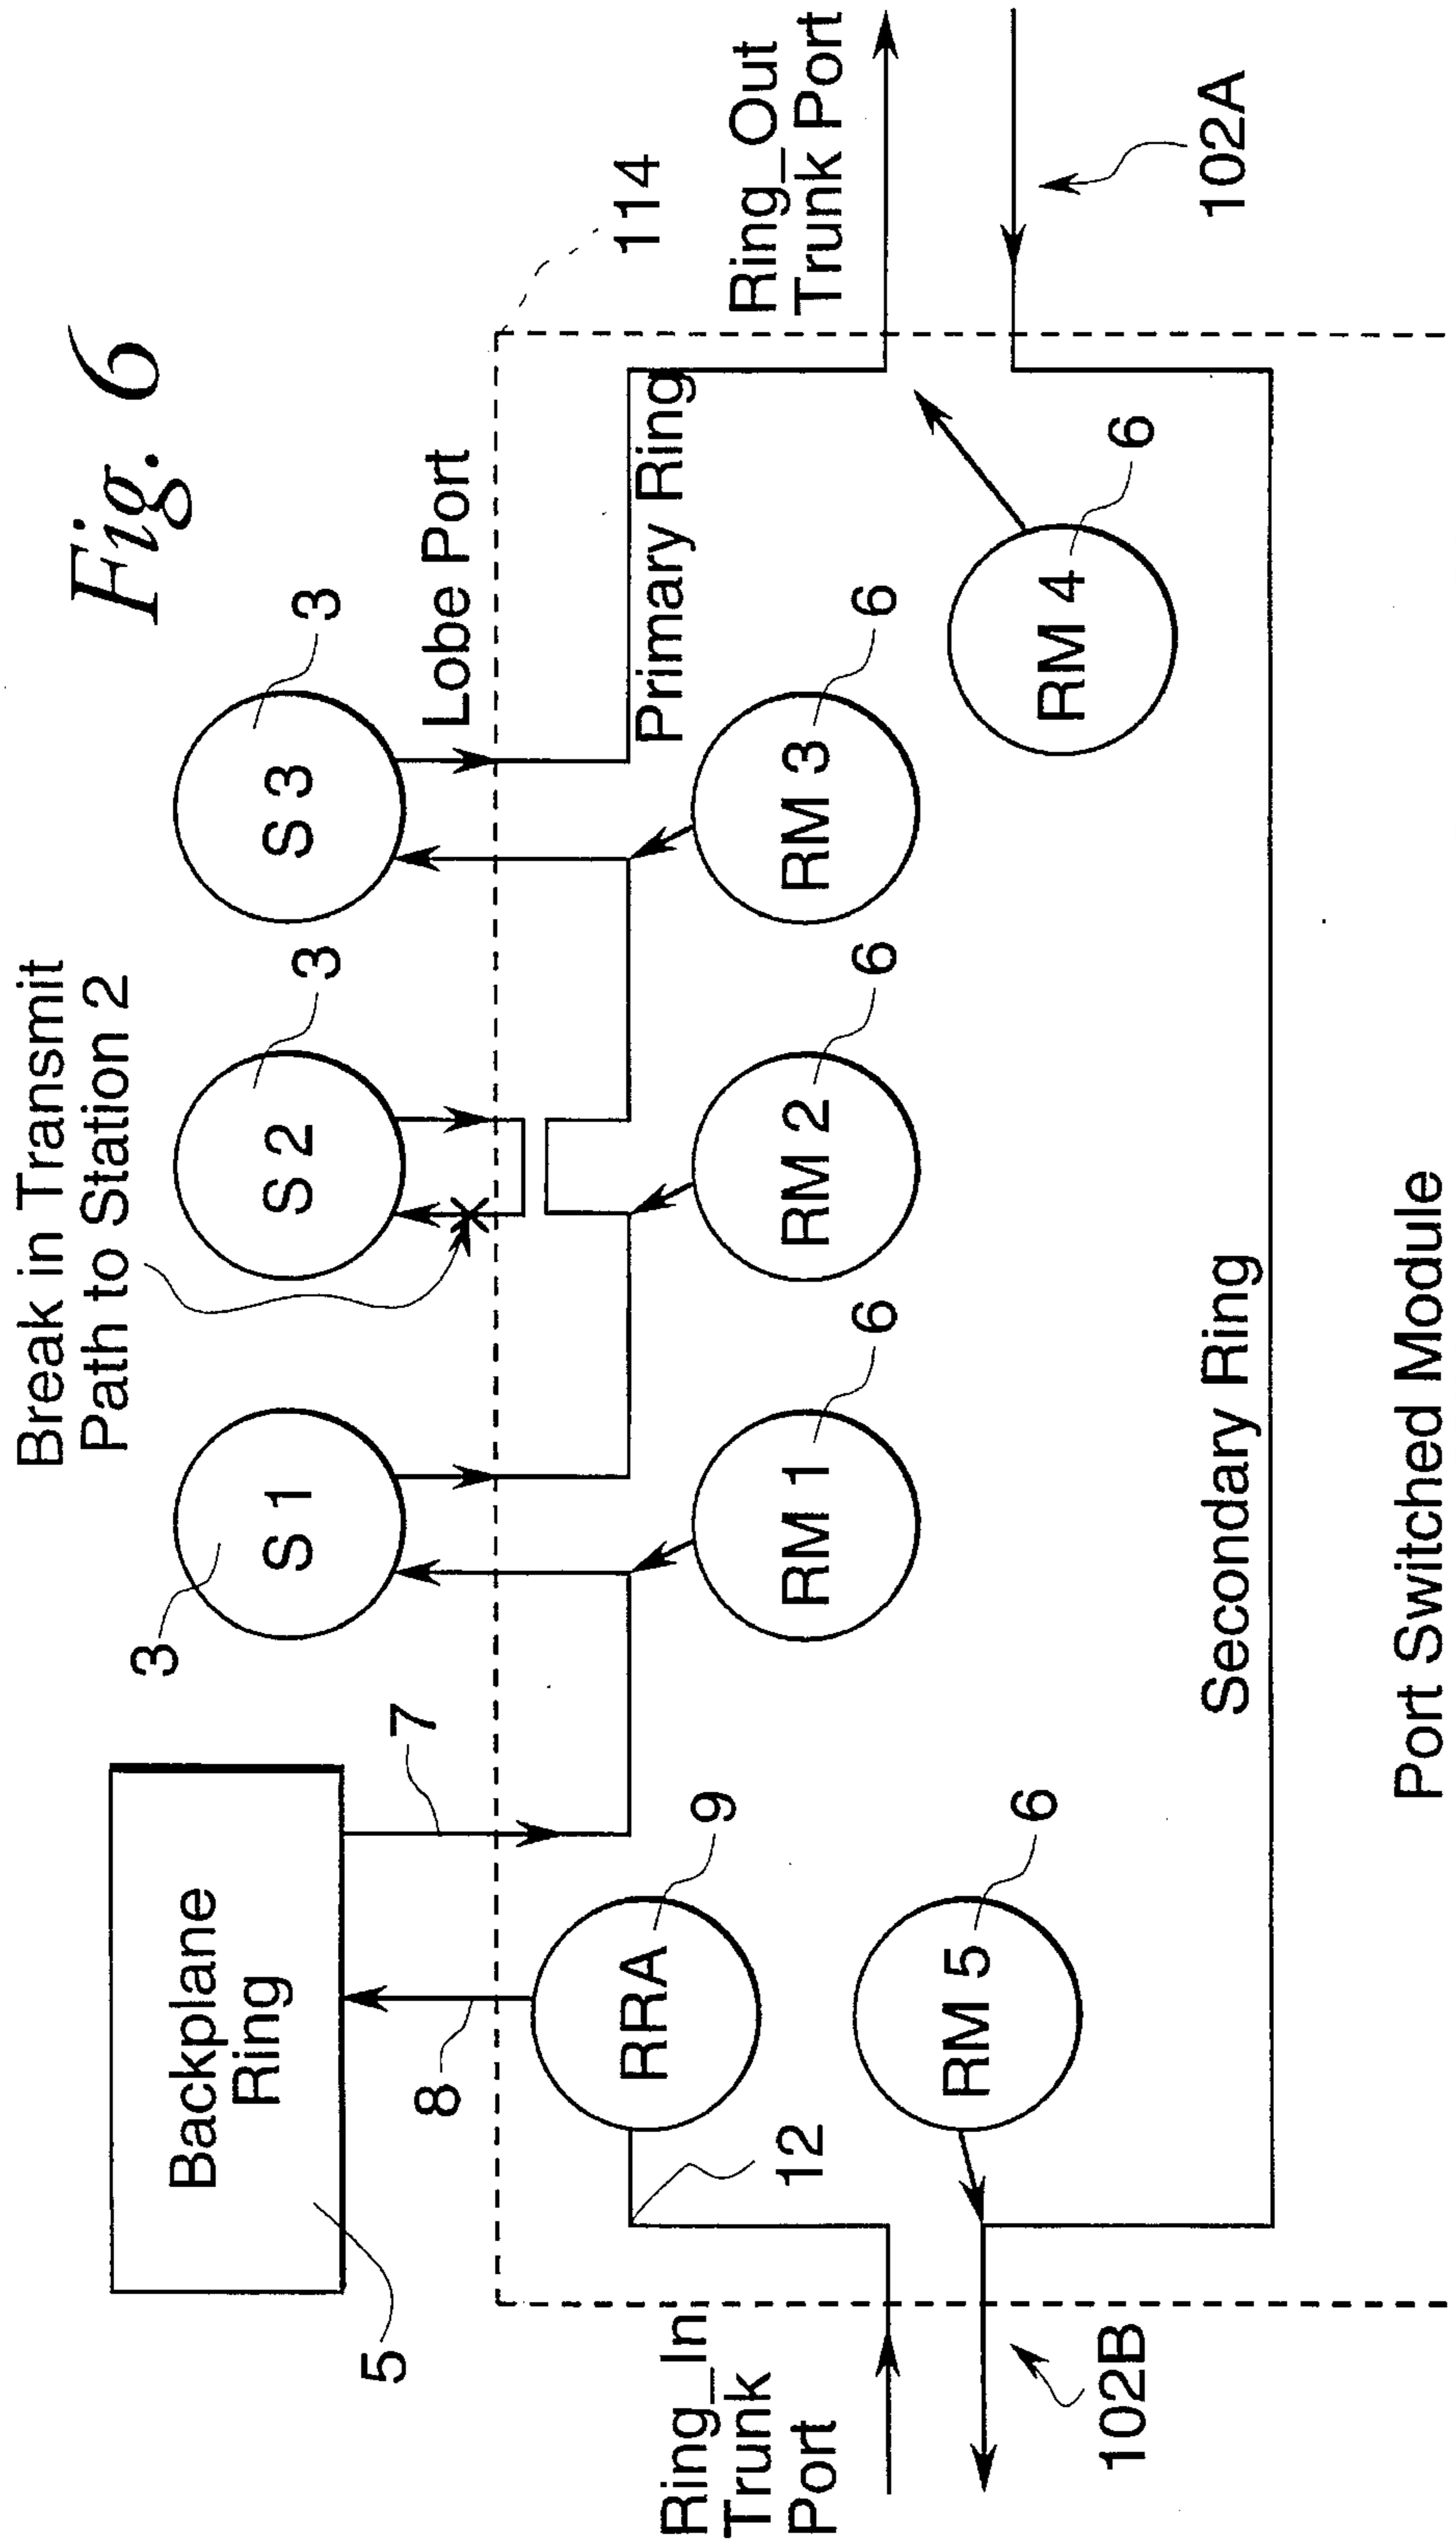 Fig. 6
Break in Transmit
Path to Station 2
Backplane
Ring
5
8
7
3
S 1
S 2
3
S 3
3
Lobe Port
114
Ring_Out
Trunk Port
Primary Ring
RRA
9
12
RM 1
6
RM 2
6
RM 3
6
RM 4
6
RM 5
6
Ring_In
Trunk
Port
102B
102A
Secondary Ring
Port Switched Module